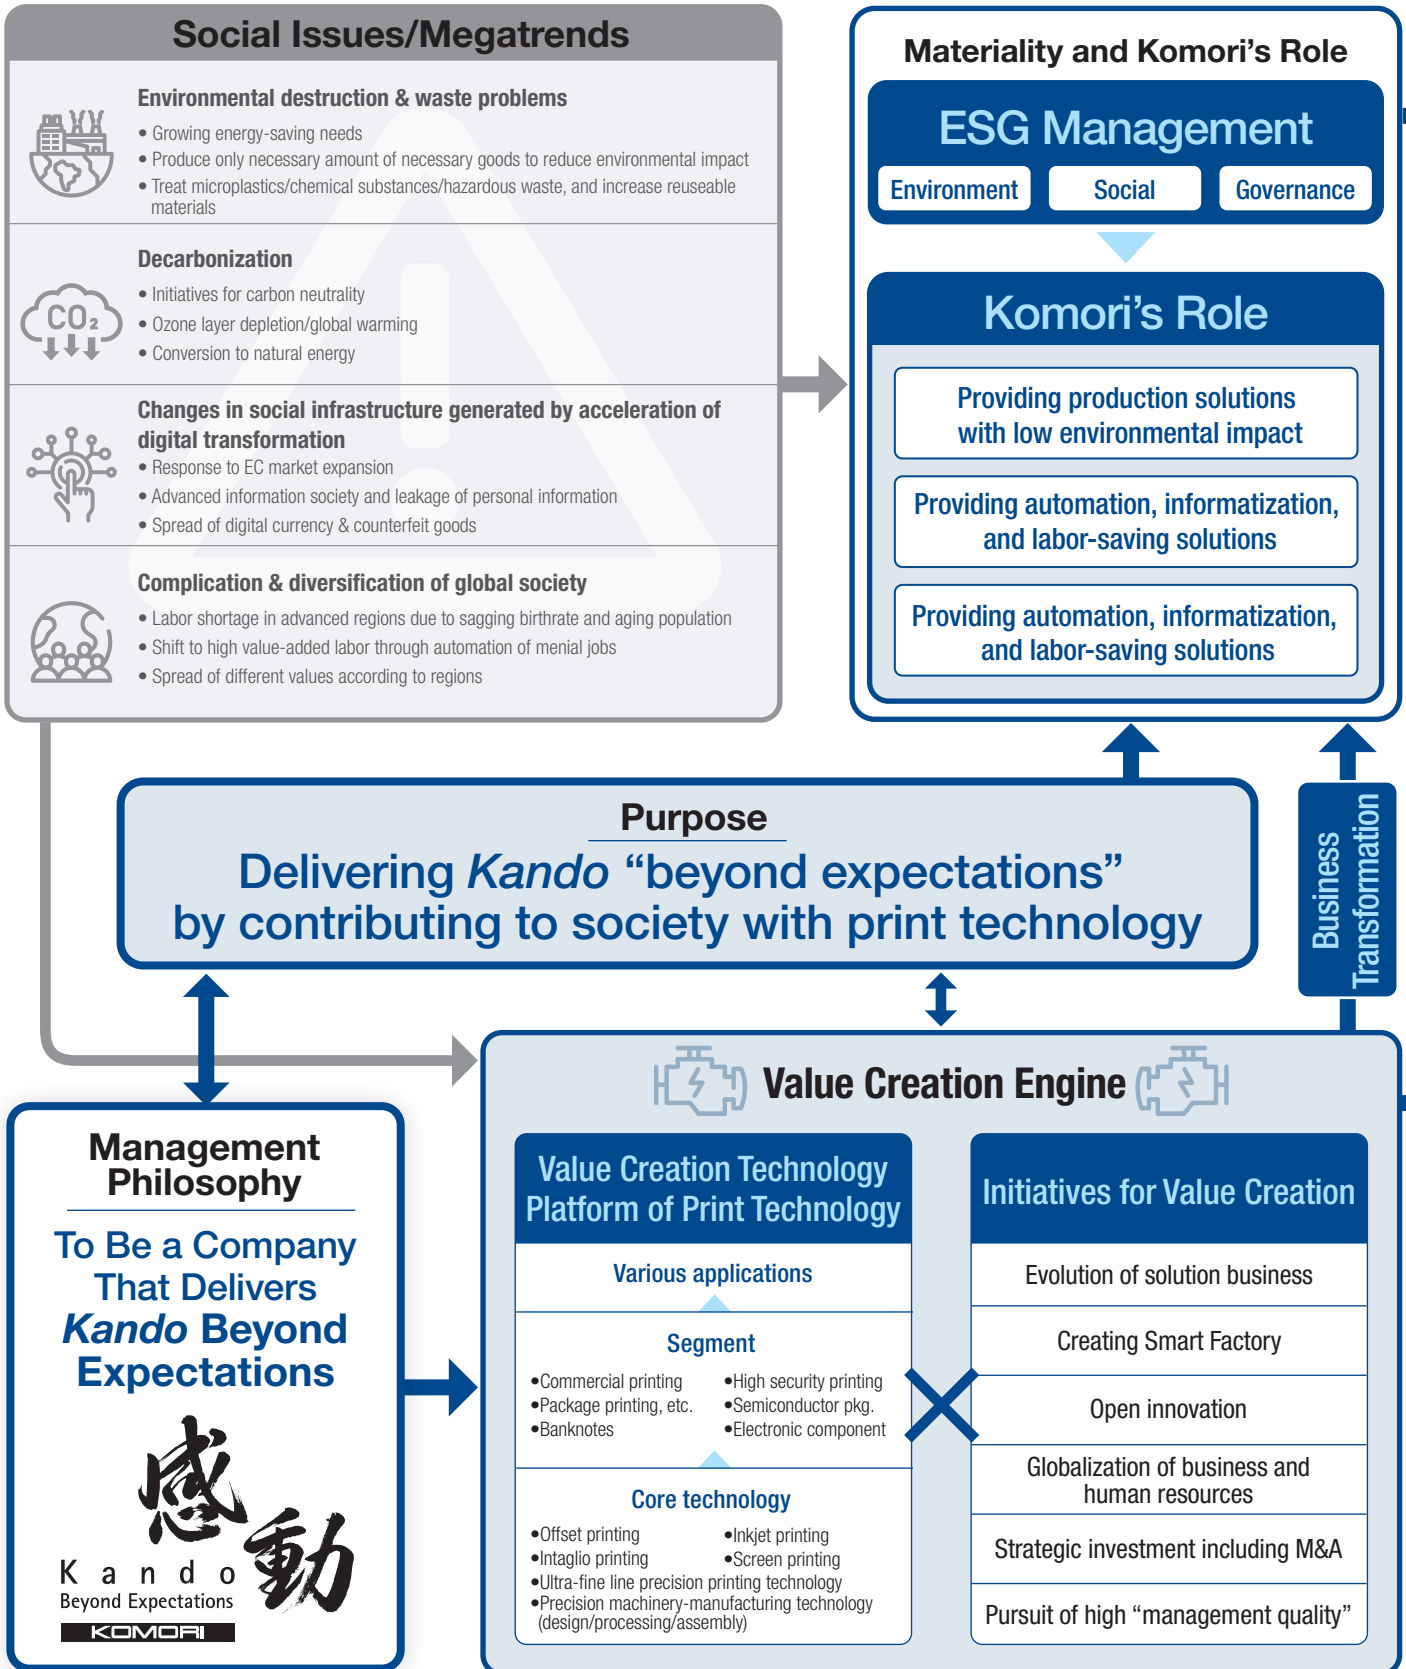 Social Issues/Megatrends
Environmental destruction & waste problems
• Growing energy-saving needs
• Produce only necessary amount of necessary goods to reduce environmental impact
• Treat microplastics/chemical substances/hazardous waste, and increase reuseable
materials
CO₂
Decarbonization
• Initiatives for carbon neutrality
• Ozone layer depletion/global warming
• Conversion to natural energy
Changes in social infrastructure generated by acceleration of
digital transformation
• Response to EC market expansion
• Advanced information society and leakage of personal information
• Spread of digital currency & counterfeit goods
Complication & diversification of global society
• Labor shortage in advanced regions due to sagging birthrate and aging population
• Shift to high value-added labor through automation of menial jobs
• Spread of different values according to regions
Materiality and Komori's Role
ESG Management
Environment
Social
Governance
Komori's Role
Providing production solutions
with low environmental impact
Providing automation, informatization,
and labor-saving solutions
Providing automation, informatization,
and labor-saving solutions
Purpose
Delivering Kando “beyond expectations”
by contributing to society with print technology
Business
Transformation
Management
Philosophy
To Be a Company
That Delivers
Kando Beyond
Expectations
感動
Kando
Beyond Expectations
KOMORI
Value Creation Engine
Value Creation Technology
Platform of Print Technology
Various applications
Segment
•Commercial printing
•Package printing, etc.
•Banknotes
•High security printing
•Semiconductor pkg.
•Electronic component
Core technology
•Offset printing
•Inkjet printing
•Intaglio printing
•Screen printing
•Ultra-fine line precision printing technology
•Precision machinery-manufacturing technology
(design/processing/assembly)
Initiatives for Value Creation
Evolution of solution business
Creating Smart Factory
Open innovation
Globalization of business and
human resources
Strategic investment including M&A
Pursuit of high “management quality”